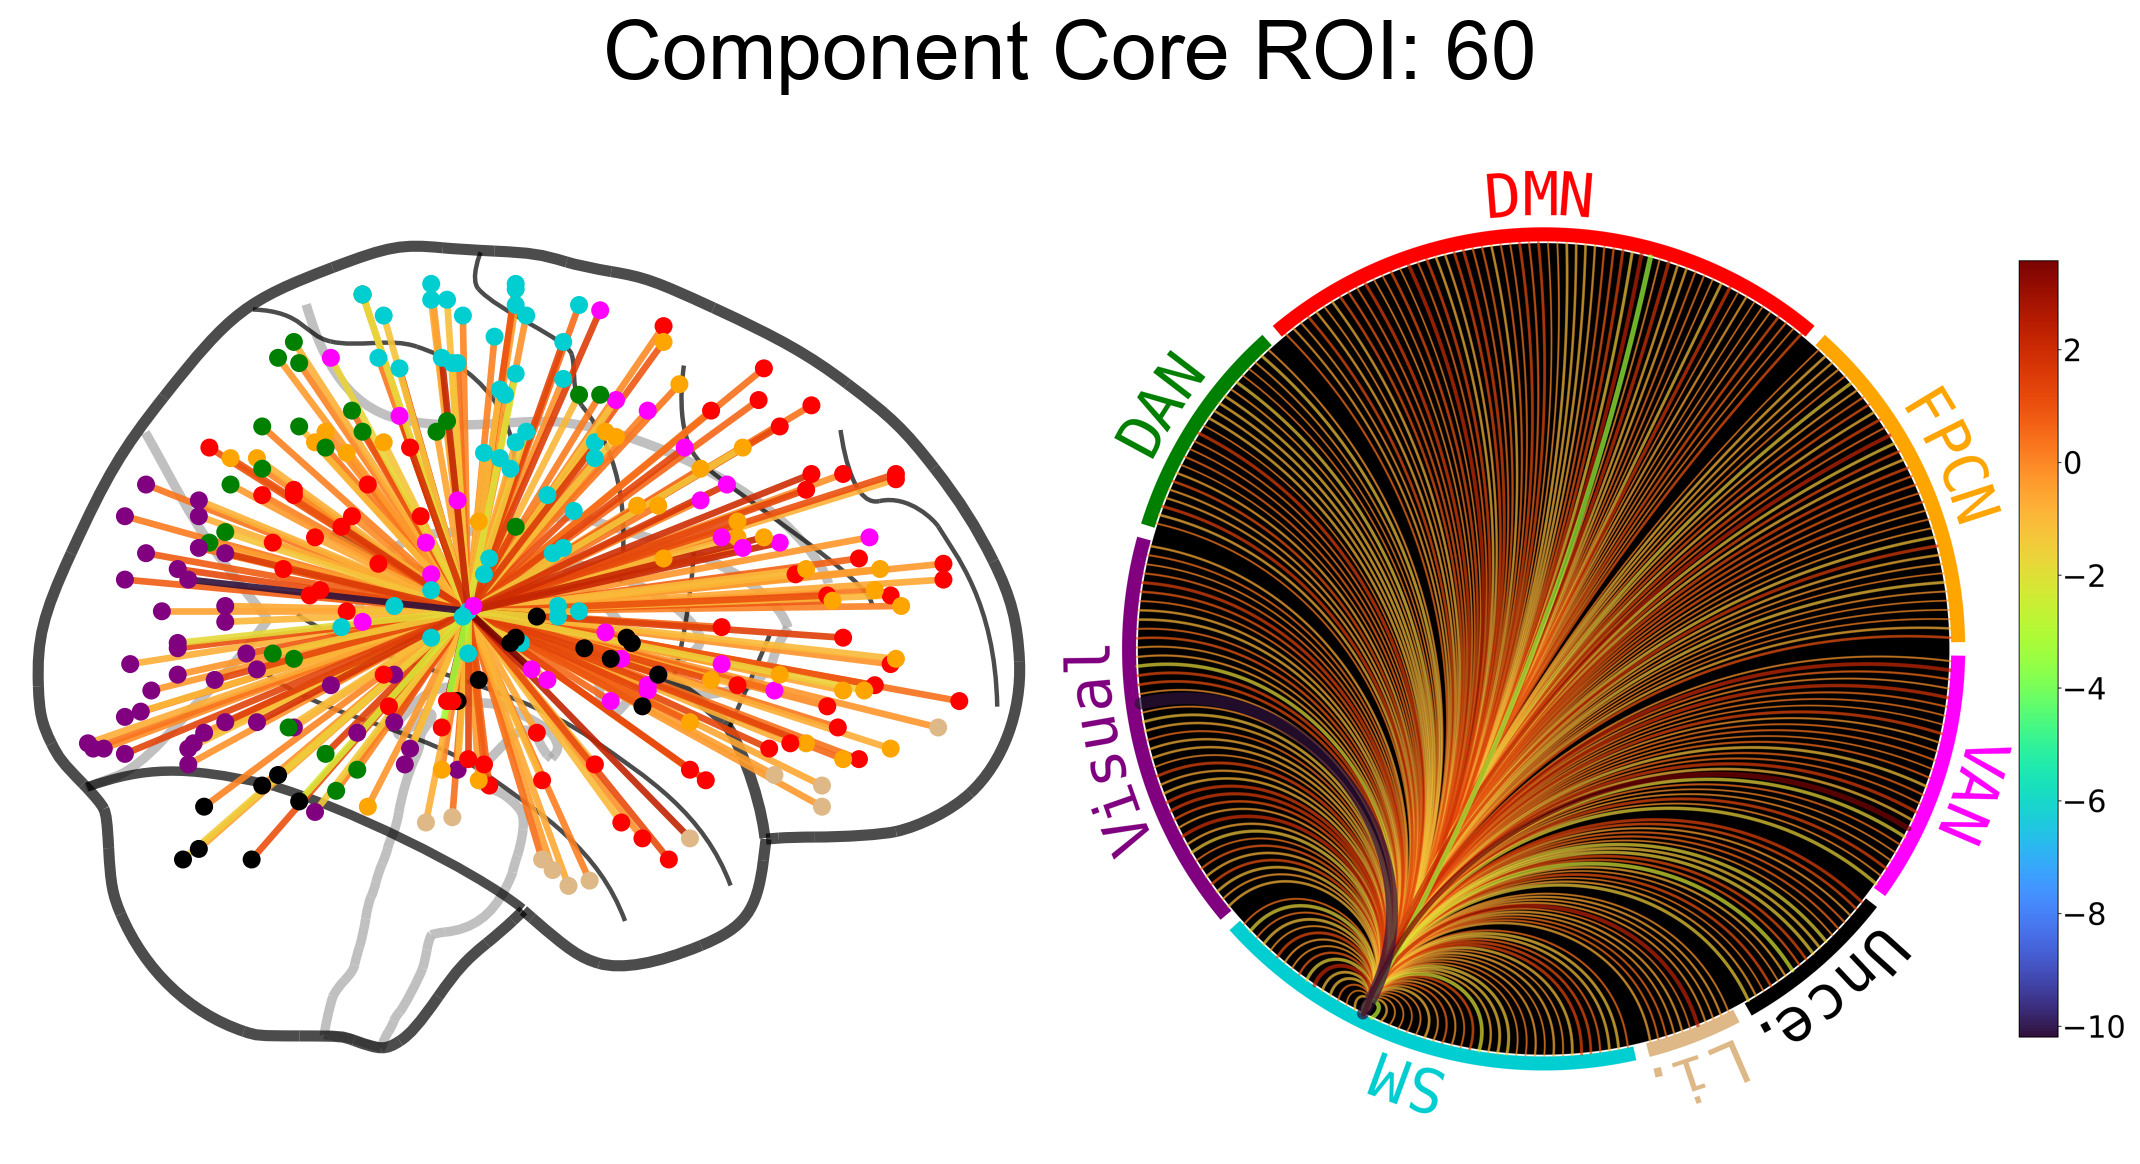 Component Core ROI: 60
DMN
DAN
FPCN
Visual
VAN
Unce.
Li.
SM
2
0
−2
−4
−6
−8
−10